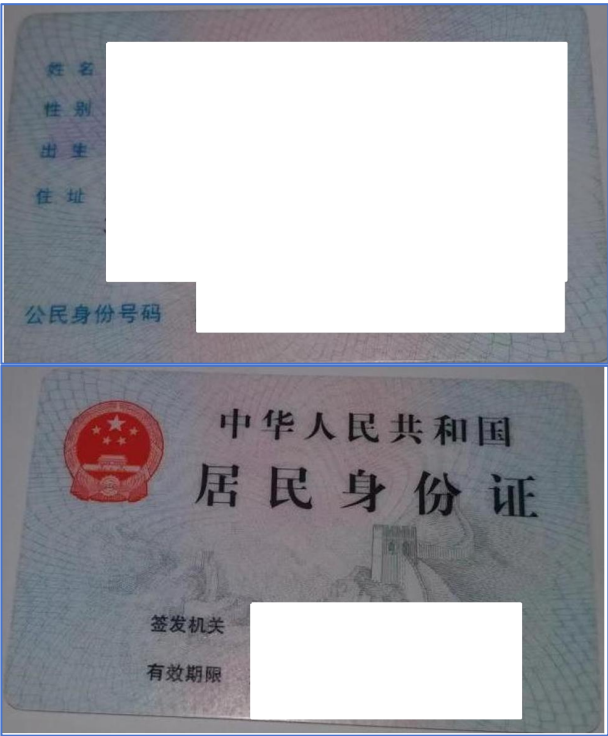 姓名
性别
出生
住址
公民身份号码
中华人民共和国
居民身份证
签发机关
有效期限